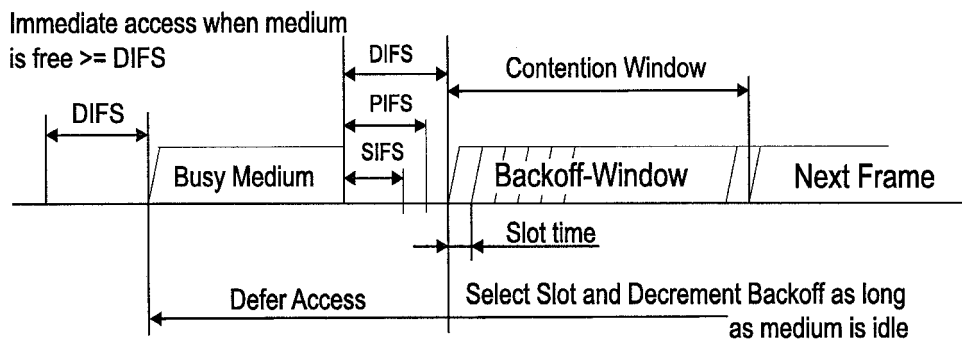 Immediate access when medium
is free >= DIFS
DIFS
DIFS
PIFS
SIFS
Contention Window
Busy Medium
Backoff-Window
Next Frame
Slot time
Defer Access
Select Slot and Decrement Backoff as long
as medium is idle